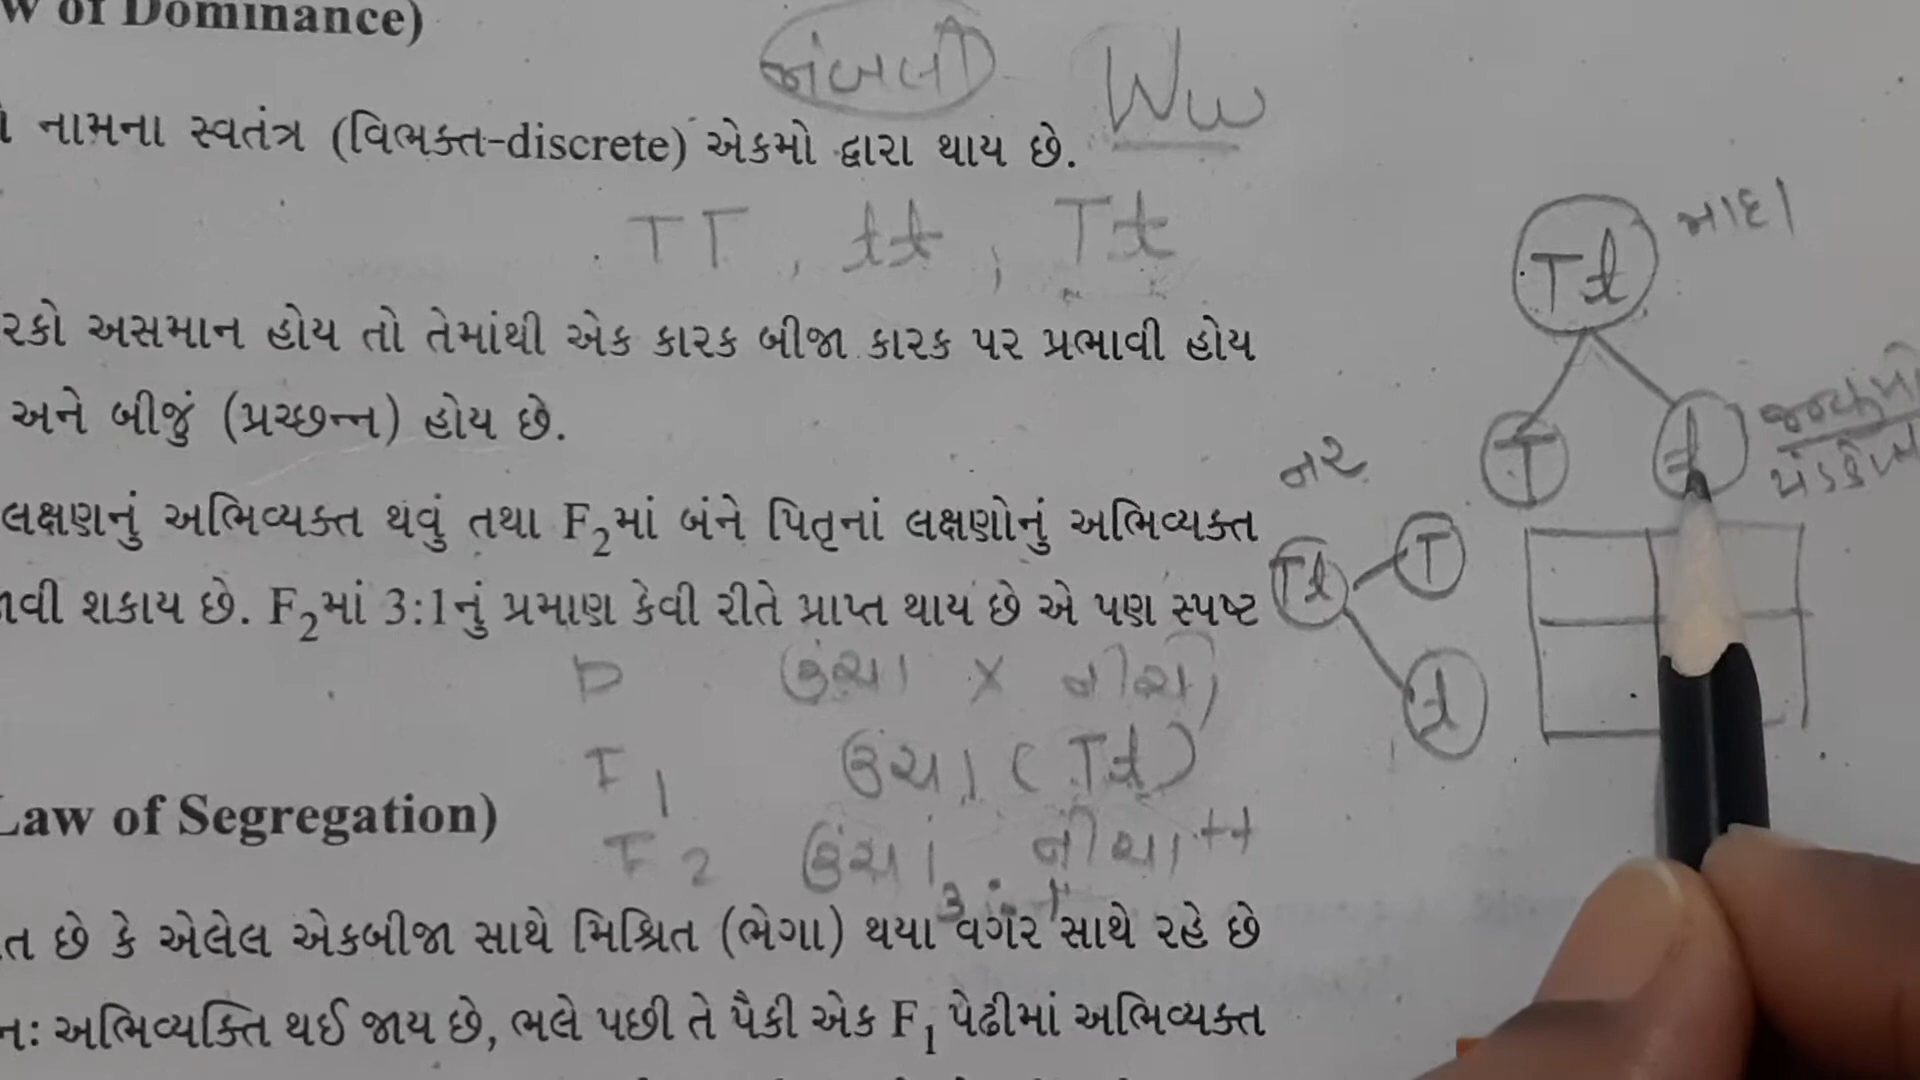 of Dominance)
જાંબલી Ww
નામના સ્વતંત્ર (વિભક્ત-discrete) એકમો દ્વારા થાય છે.
TT , tt , Tt
Tt માદા
રકો અસમાન હોય તો તેમાંથી એક કારક બીજા કારક પર પ્રભાવી હોય
અને બીજું (પ્રચ્છન્ન) હોય છે.
T t
નર
લક્ષણનું અભિવ્યક્ત થવું તથા F₂માં બંને પિતૃનાં લક્ષણોનું અભિવ્યક્ત
Tt T
વી શકાય છે. F₂માં 3:1નું પ્રમાણ કેવી રીતે પ્રાપ્ત થાય છે એ પણ સ્પષ્ટ
t
P ઉંચા × નીચા
F₁ ઉંચા (Tt)
Law of Segregation)
F₂ ઉંચા નીચા tt
3 : 1
ત છે કે એલેલ એકબીજા સાથે મિશ્રિત (ભેગા) થયા વગર સાથે રહે છે
ન: અભિવ્યક્તિ થઈ જાય છે, ભલે પછી તે પૈકી એક F₁ પેઢીમાં અભિવ્યક્ત